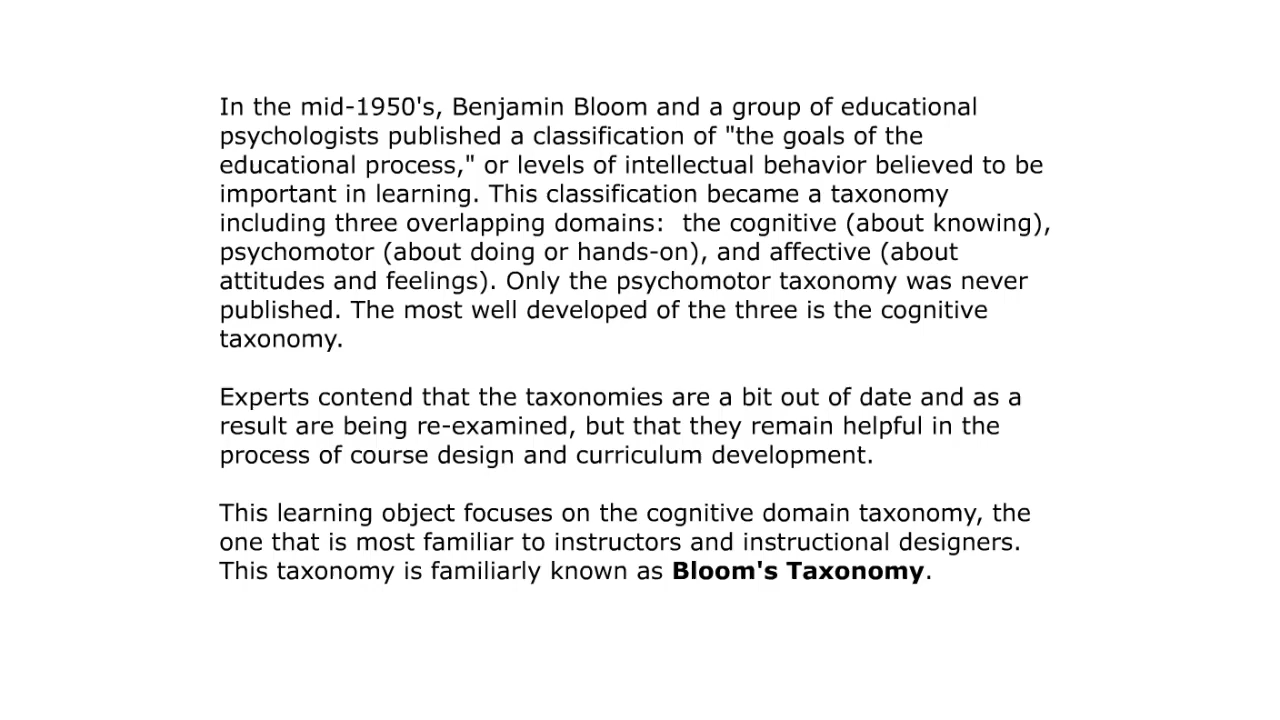 In the mid-1950's, Benjamin Bloom and a group of educational
psychologists published a classification of "the goals of the
educational process," or levels of intellectual behavior believed to be
important in learning. This classification became a taxonomy
including three overlapping domains:  the cognitive (about knowing),
psychomotor (about doing or hands-on), and affective (about
attitudes and feelings). Only the psychomotor taxonomy was never
published. The most well developed of the three is the cognitive
taxonomy.
Experts contend that the taxonomies are a bit out of date and as a
result are being re-examined, but that they remain helpful in the
process of course design and curriculum development.
This learning object focuses on the cognitive domain taxonomy, the
one that is most familiar to instructors and instructional designers.
This taxonomy is familiarly known as Bloom's Taxonomy.